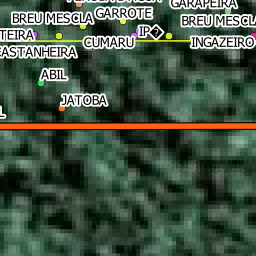 GARAPEIRA
BREU MESCLA GARROTE BREU MESCLA
TEIRA IP�
CUMARU INGAZEIRO
CASTANHEIRA
ABIL
JATOBA